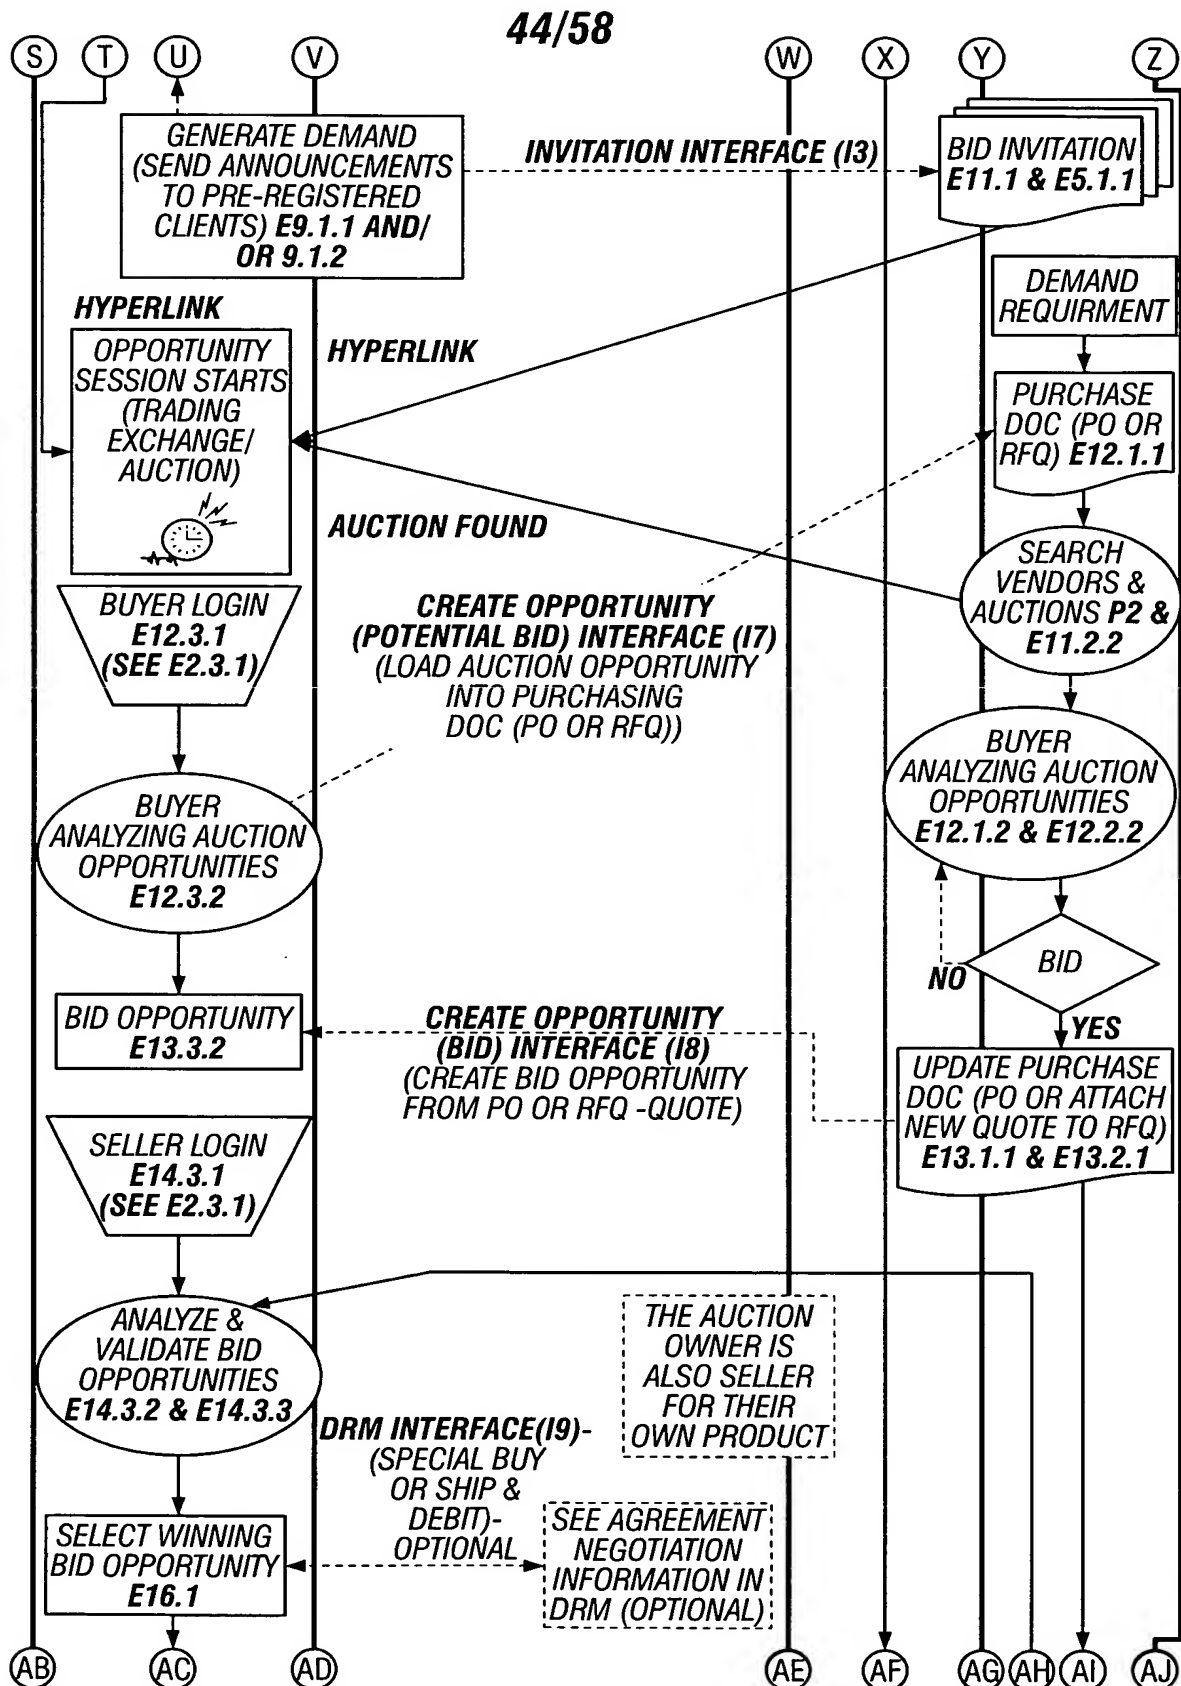 44/58
S
T
U
V
W
X
Y
Z
GENERATE DEMAND
(SEND ANNOUNCEMENTS
TO PRE-REGISTERED
CLIENTS) E9.1.1 AND/
OR 9.1.2
INVITATION INTERFACE (I3)
BID INVITATION
E11.1 & E5.1.1
DEMAND
REQUIRMENT
HYPERLINK
OPPORTUNITY
SESSION STARTS
(TRADING
EXCHANGE/
AUCTION)
HYPERLINK
PURCHASE
DOC (PO OR
RFQ) E12.1.1
AUCTION FOUND
SEARCH
VENDORS &
AUCTIONS P2 &
E11.2.2
BUYER LOGIN
E12.3.1
(SEE E2.3.1)
CREATE OPPORTUNITY
(POTENTIAL BID) INTERFACE (I7)
(LOAD AUCTION OPPORTUNITY
INTO PURCHASING
DOC (PO OR RFQ))
BUYER
ANALYZING AUCTION
OPPORTUNITIES
E12.1.2 & E12.2.2
BUYER
ANALYZING AUCTION
OPPORTUNITIES
E12.3.2
BID
NO
YES
BID OPPORTUNITY
E13.3.2
CREATE OPPORTUNITY
(BID) INTERFACE (I8)
(CREATE BID OPPORTUNITY
FROM PO OR RFQ -QUOTE)
UPDATE PURCHASE
DOC (PO OR ATTACH
NEW QUOTE TO RFQ)
E13.1.1 & E13.2.1
SELLER LOGIN
E14.3.1
(SEE E2.3.1)
ANALYZE &
VALIDATE BID
OPPORTUNITIES
E14.3.2 & E14.3.3
THE AUCTION
OWNER IS
ALSO SELLER
FOR THEIR
OWN PRODUCT
DRM INTERFACE(I9)-
(SPECIAL BUY
OR SHIP &
DEBIT)-
OPTIONAL
SELECT WINNING
BID OPPORTUNITY
E16.1
SEE AGREEMENT
NEGOTIATION
INFORMATION IN
DRM (OPTIONAL)
AB
AC
AD
AE
AF
AG
AH
AI
AJ